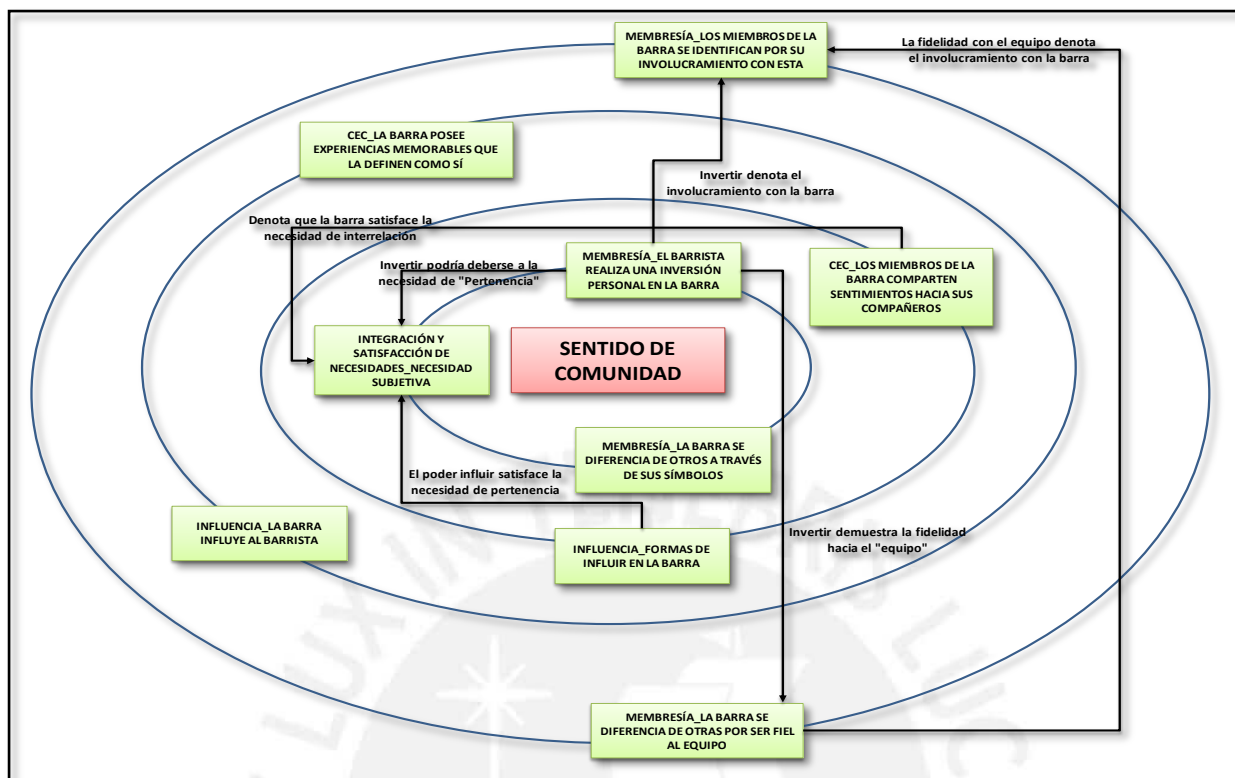 MEMBRESÍA_LOS MIEMBROS DE LA
BARRA SE IDENTIFICAN POR SU
INVOLUCRAMIENTO CON ESTA
La fidelidad con el equipo denota
el involucramiento con la barra
CEC_LA BARRA POSEE
EXPERIENCIAS MEMORABLES QUE
LA DEFINEN COMO SÍ
Invertir denota el
involucramiento con la barra
Denota que la barra satisface la
necesidad de interrelación
MEMBRESÍA_EL BARRISTA
REALIZA UNA INVERSIÓN
PERSONAL EN LA BARRA
CEC_LOS MIEMBROS DE LA
BARRA COMPARTEN
SENTIMIENTOS HACIA SUS
COMPAÑEROS
Invertir podría deberse a la
necesidad de "Pertenencia"
INTEGRACIÓN Y
SATISFACCIÓN DE
NECESIDADES_NECESIDAD
SUBJETIVA
SENTIDO DE
COMUNIDAD
MEMBRESÍA_LA BARRA SE
DIFERENCIA DE OTROS A TRAVÉS
DE SUS SÍMBOLOS
El poder influir satisface la
necesidad de pertenencia
INFLUENCIA_LA BARRA
INFLUYE AL BARRISTA
INFLUENCIA_FORMAS DE
INFLUIR EN LA BARRA
Invertir demuestra la fidelidad
hacia el "equipo"
MEMBRESÍA_LA BARRA SE
DIFERENCIA DE OTRAS POR SER FIEL
AL EQUIPO